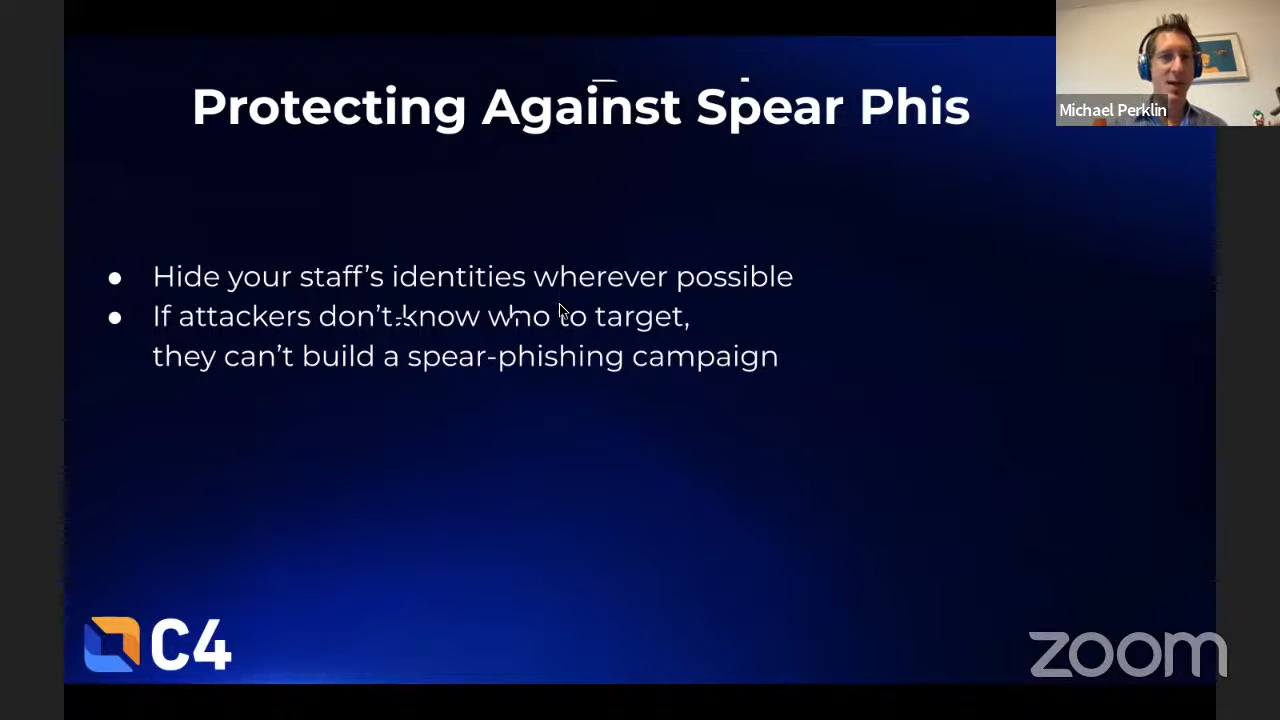 Protecting Against Spear Phis
Michael Perklin
● Hide your staff’s identities wherever possible
● If attackers don’t know who to target,
they can’t build a spear-phishing campaign
C4
zoom